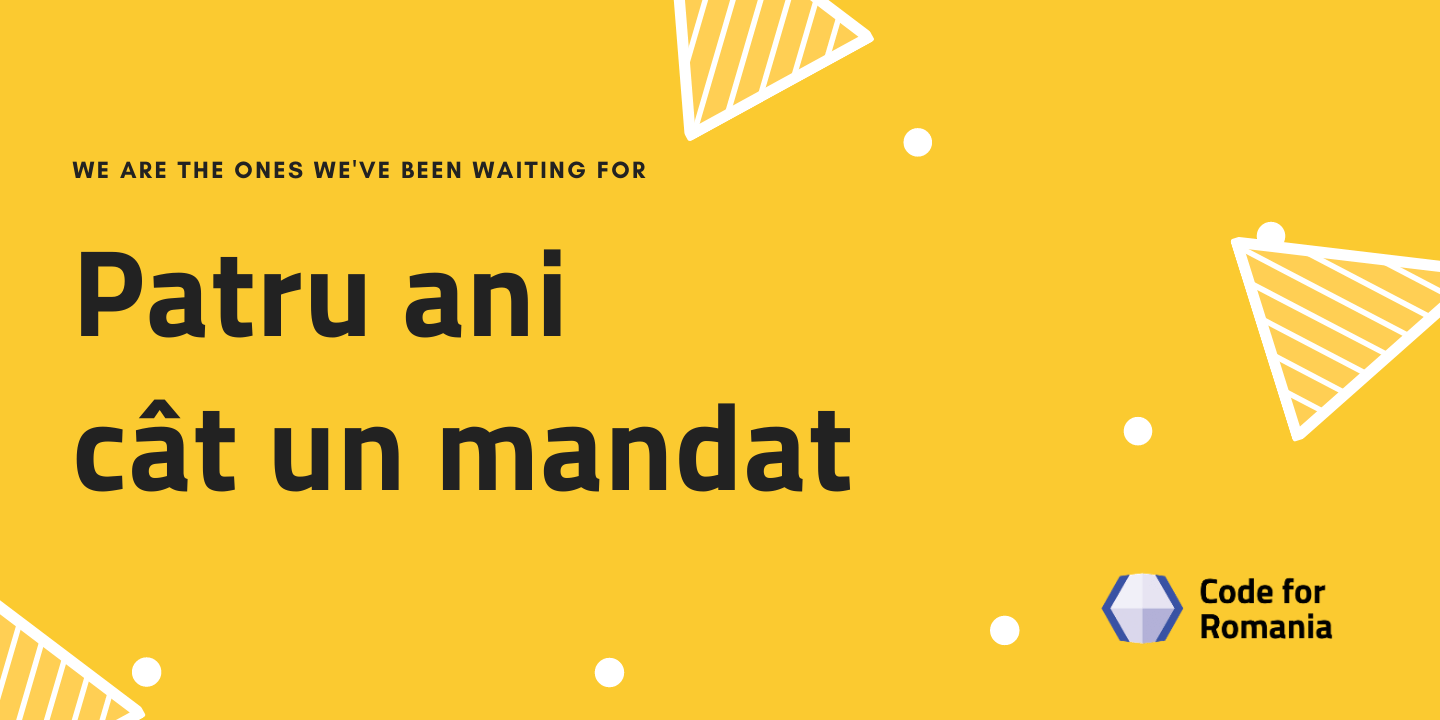 WE ARE THE ONES WE'VE BEEN WAITING FOR
Patru ani
cât un mandat
Code for
Romania